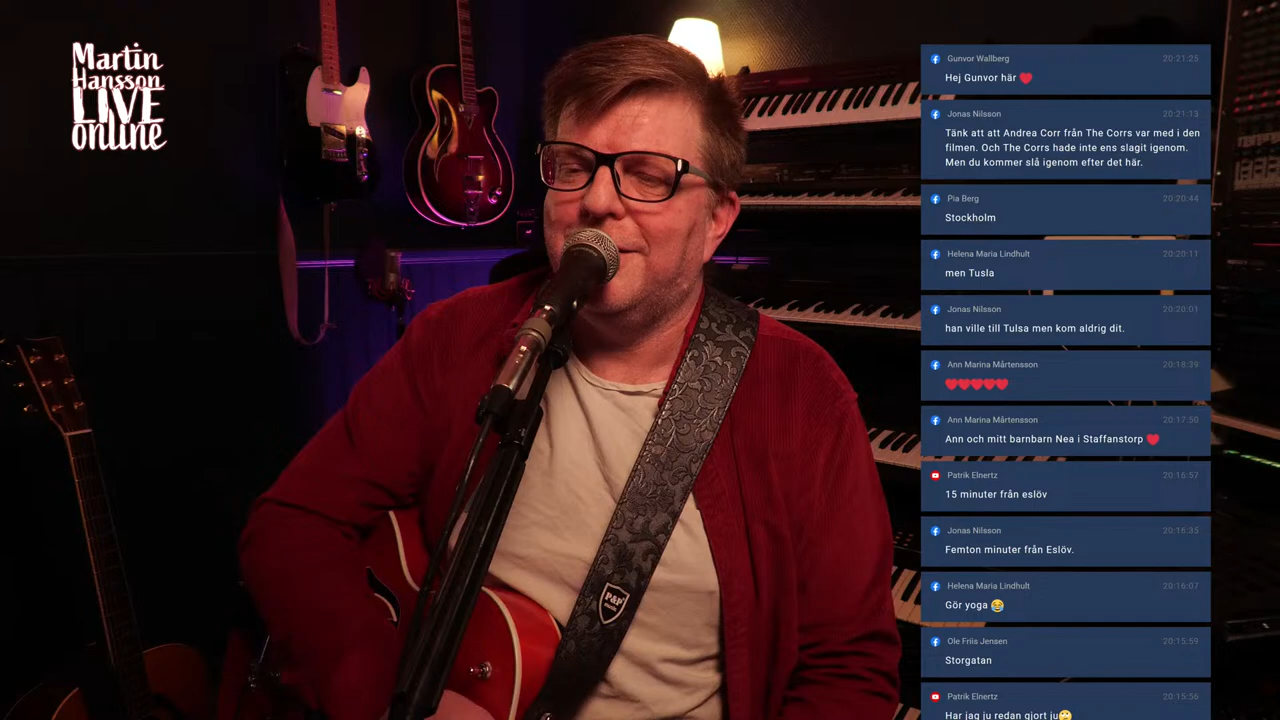 Martin
Hansson
LIVE
online
Gunvor Wallberg 20:21:25
Hej Gunvor här ❤️
Jonas Nilsson 20:21:13
Tänk att att Andrea Corr från The Corrs var med i den
filmen. Och The Corrs hade inte ens slagit igenom.
Men du kommer slå igenom efter det här.
Pia Berg 20:20:44
Stockholm
Helena Maria Lindhult 20:20:11
men Tusla
Jonas Nilsson 20:20:01
han ville till Tulsa men kom aldrig dit.
Ann Marina Mårtensson 20:18:39
❤️❤️❤️❤️❤️
Ann Marina Mårtensson 20:17:50
Ann och mitt barnbarn Nea i Staffanstorp ❤️
Patrik Elnertz 20:16:57
15 minuter från eslöv
Jonas Nilsson 20:16:35
Femton minuter från Eslöv.
Helena Maria Lindhult 20:16:07
Gör yoga 😂
Ole Friis Jensen 20:15:59
Storgatan
Patrik Elnertz 20:15:56
Har jag ju redan gjort ju🙄
P&P